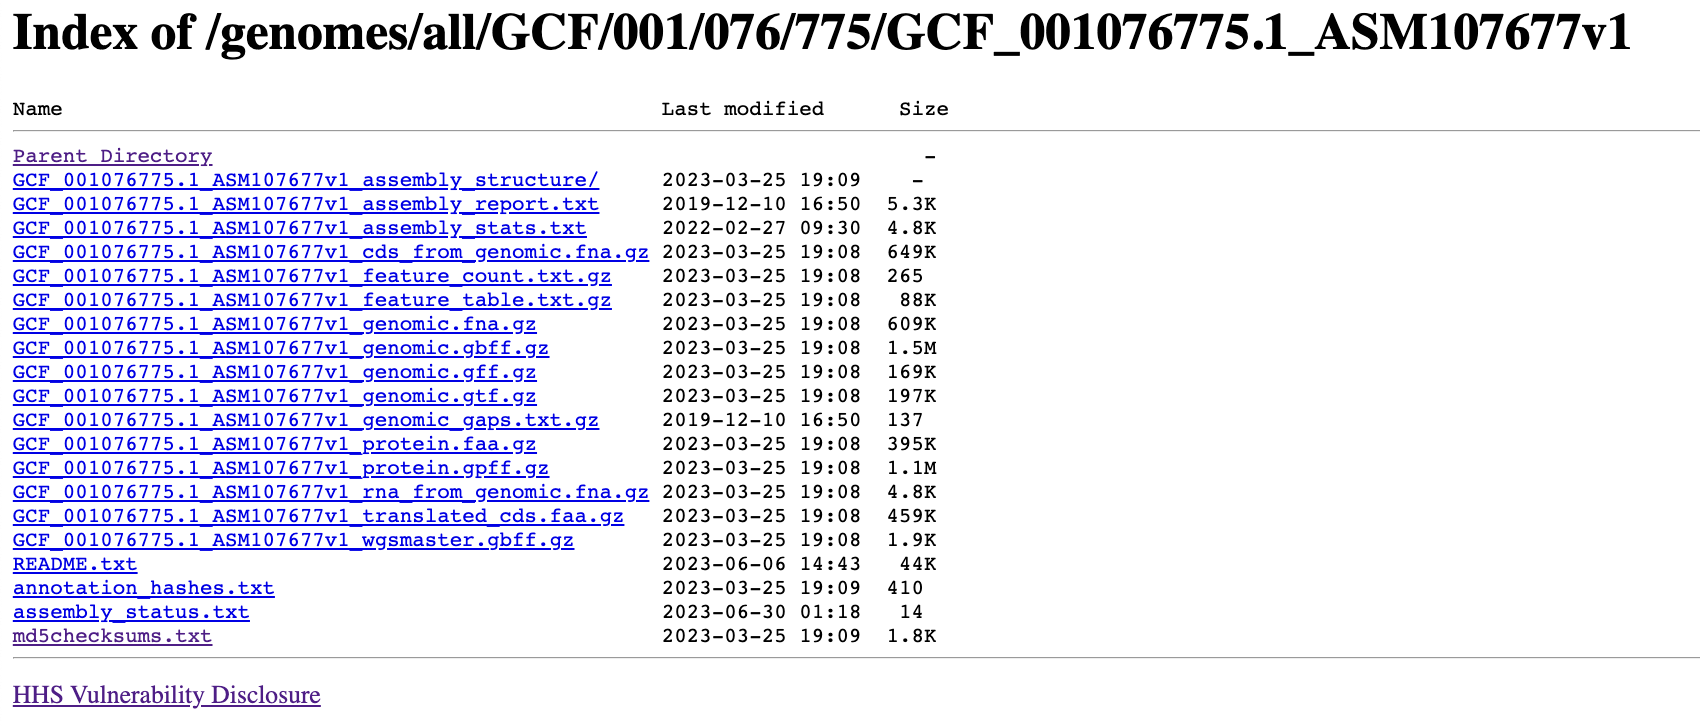 Index of /genomes/all/GCF/001/076/775/GCF_001076775.1_ASM107677v1
Name Last modified Size
Parent Directory -
GCF_001076775.1_ASM107677v1_assembly_structure/ 2023-03-25 19:09 -
GCF_001076775.1_ASM107677v1_assembly_report.txt 2019-12-10 16:50 5.3K
GCF_001076775.1_ASM107677v1_assembly_stats.txt 2022-02-27 09:30 4.8K
GCF_001076775.1_ASM107677v1_cds_from_genomic.fna.gz 2023-03-25 19:08 649K
GCF_001076775.1_ASM107677v1_feature_count.txt.gz 2023-03-25 19:08 265
GCF_001076775.1_ASM107677v1_feature_table.txt.gz 2023-03-25 19:08 88K
GCF_001076775.1_ASM107677v1_genomic.fna.gz 2023-03-25 19:08 609K
GCF_001076775.1_ASM107677v1_genomic.gbff.gz 2023-03-25 19:08 1.5M
GCF_001076775.1_ASM107677v1_genomic.gff.gz 2023-03-25 19:08 169K
GCF_001076775.1_ASM107677v1_genomic.gtf.gz 2023-03-25 19:08 197K
GCF_001076775.1_ASM107677v1_genomic_gaps.txt.gz 2019-12-10 16:50 137
GCF_001076775.1_ASM107677v1_protein.faa.gz 2023-03-25 19:08 395K
GCF_001076775.1_ASM107677v1_protein.gpff.gz 2023-03-25 19:08 1.1M
GCF_001076775.1_ASM107677v1_rna_from_genomic.fna.gz 2023-03-25 19:08 4.8K
GCF_001076775.1_ASM107677v1_translated_cds.faa.gz 2023-03-25 19:08 459K
GCF_001076775.1_ASM107677v1_wgsmaster.gbff.gz 2023-03-25 19:08 1.9K
README.txt 2023-06-06 14:43 44K
annotation_hashes.txt 2023-03-25 19:09 410
assembly_status.txt 2023-06-30 01:18 14
md5checksums.txt 2023-03-25 19:09 1.8K
HHS Vulnerability Disclosure